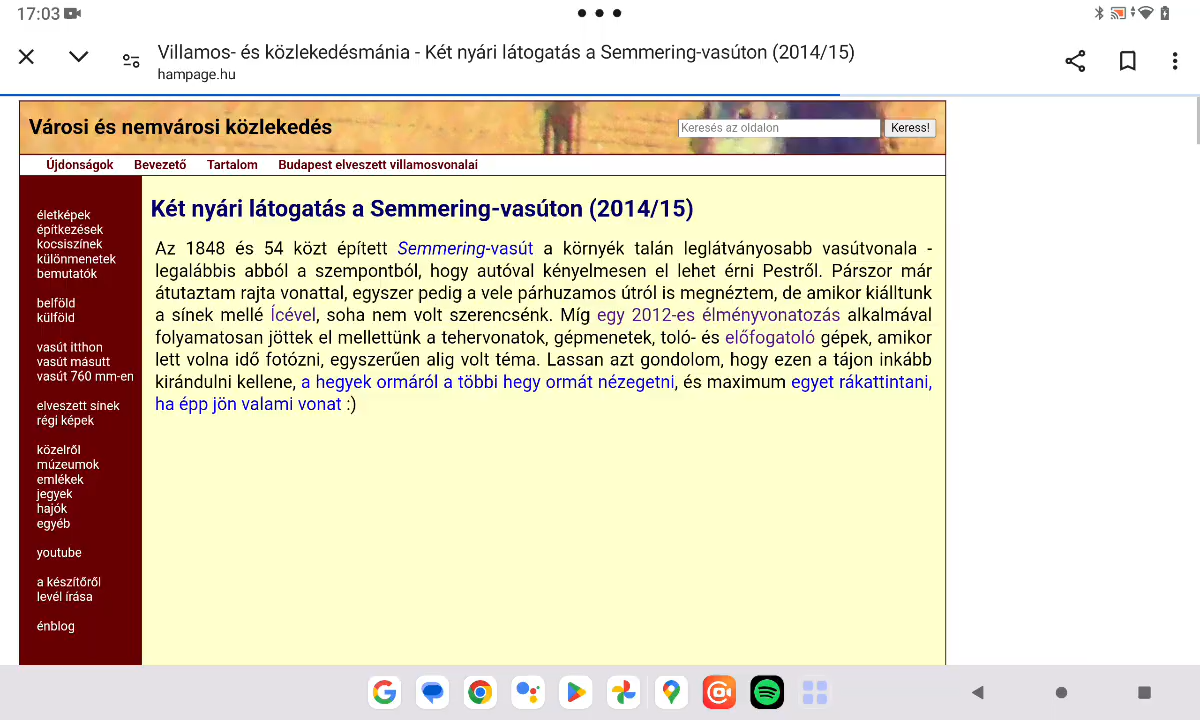 17:03
Villamos- és közlekedésmánia - Két nyári látogatás a Semmering-vasúton (2014/15)
hampage.hu
Városi és nemvárosi közlekedés
Keresés az oldalon
Keress!
Újdonságok Bevezető Tartalom Budapest elveszett villamosvonalai
életképek
építkezések
kocsiszínek
különmenetek
bemutatók
belföld
külföld
vasút itthon
vasút másutt
vasút 760 mm-en
elveszett sínek
régi képek
közelről
múzeumok
emlékek
jegyek
hajók
egyéb
youtube
a készítőről
levél írása
énblog
Két nyári látogatás a Semmering-vasúton (2014/15)
Az 1848 és 54 közt épített Semmering-vasút a környék talán leglátványosabb vasútvonala -
legalábbis abból a szempontból, hogy autóval kényelmesen el lehet érni Pestről. Párszor már
átutaztam rajta vonattal, egyszer pedig a vele párhuzamos útról is megnéztem, de amikor kiálltunk
a sínek mellé Ícével, soha nem volt szerencsénk. Míg egy 2012-es élményvonatozás alkalmával
folyamatosan jöttek el mellettünk a tehervonatok, gépmenetek, toló- és előfogatoló gépek, amikor
lett volna idő fotózni, egyszerűen alig volt téma. Lassan azt gondolom, hogy ezen a tájon inkább
kirándulni kellene, a hegyek ormáról a többi hegy ormát nézegetni, és maximum egyet rákattintani,
ha épp jön valami vonat :)